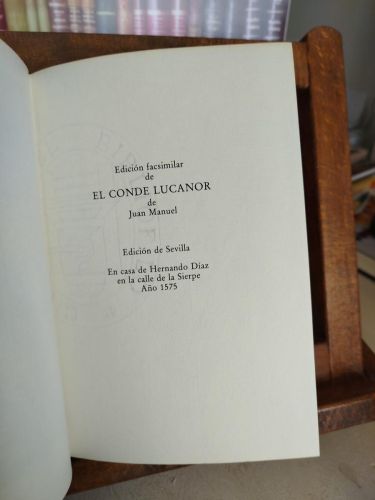 Edición facsimilar
de
EL CONDE LUCANOR
de
Juan Manuel
Edición de Sevilla
En casa de Hernando Díaz
en la calle de la Sierpe
Año 1575